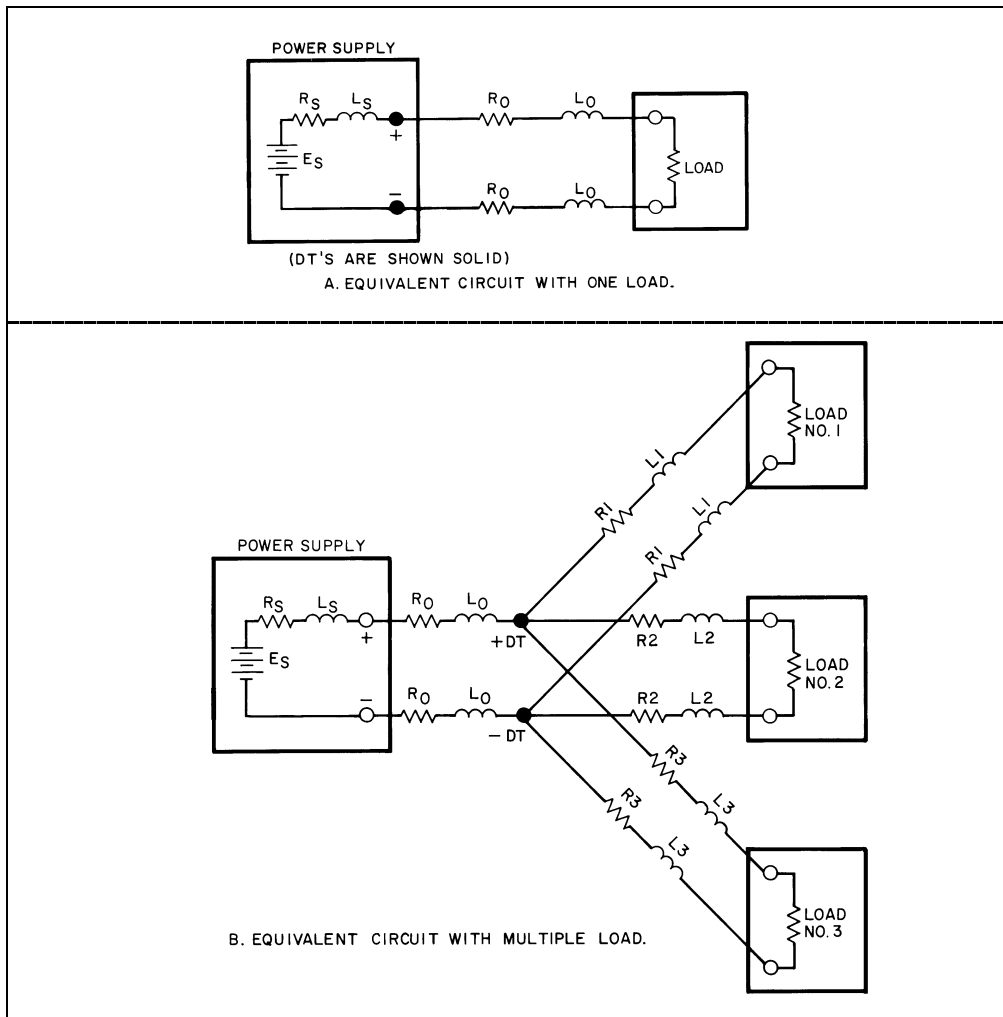 POWER SUPPLY
RS LS RO LO
+
ES LOAD
–
RO LO
(DT'S ARE SHOWN SOLID)
A. EQUIVALENT CIRCUIT WITH ONE LOAD.
LOAD
NO. 1
L1
L1
R1
R1
POWER SUPPLY
RS LS RO LO
+ +DT R2 L2
ES LOAD
NO. 2
– RO LO R2 L2
– DT
R3
R3 L3
L3
LOAD
NO. 3
B. EQUIVALENT CIRCUIT WITH MULTIPLE LOAD.